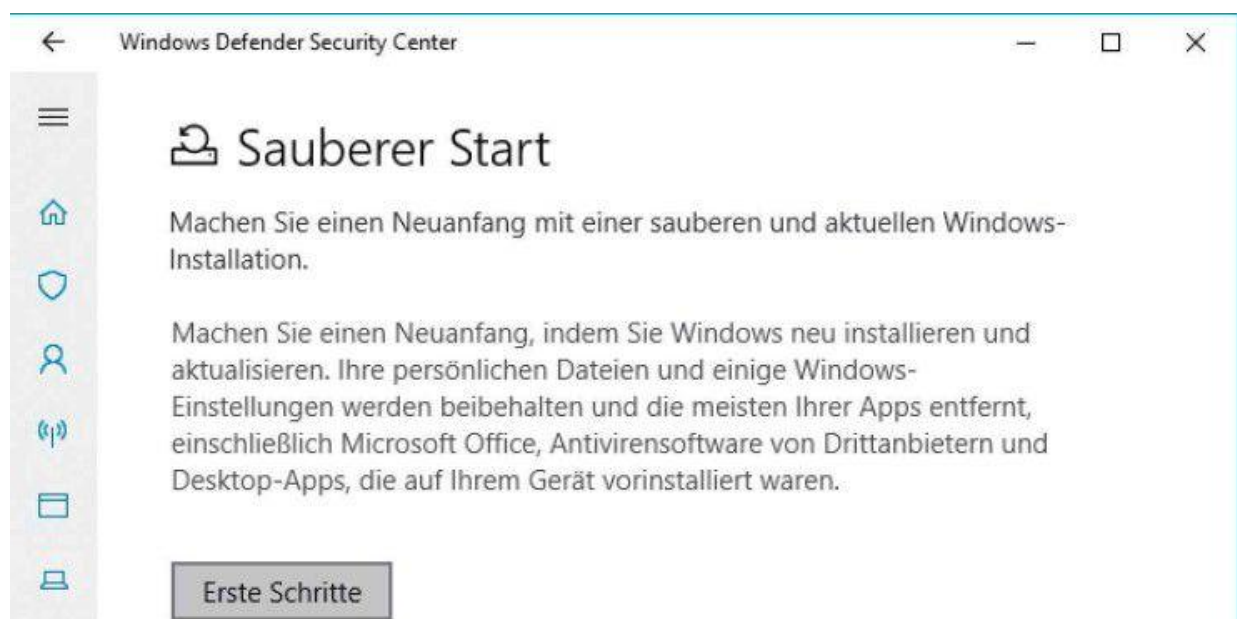 Windows Defender Security Center
Sauberer Start
Machen Sie einen Neuanfang mit einer sauberen und aktuellen Windows-
Installation.
Machen Sie einen Neuanfang, indem Sie Windows neu installieren und
aktualisieren. Ihre persönlichen Dateien und einige Windows-
Einstellungen werden beibehalten und die meisten Ihrer Apps entfernt,
einschließlich Microsoft Office, Antivirensoftware von Drittanbietern und
Desktop-Apps, die auf Ihrem Gerät vorinstalliert waren.
Erste Schritte